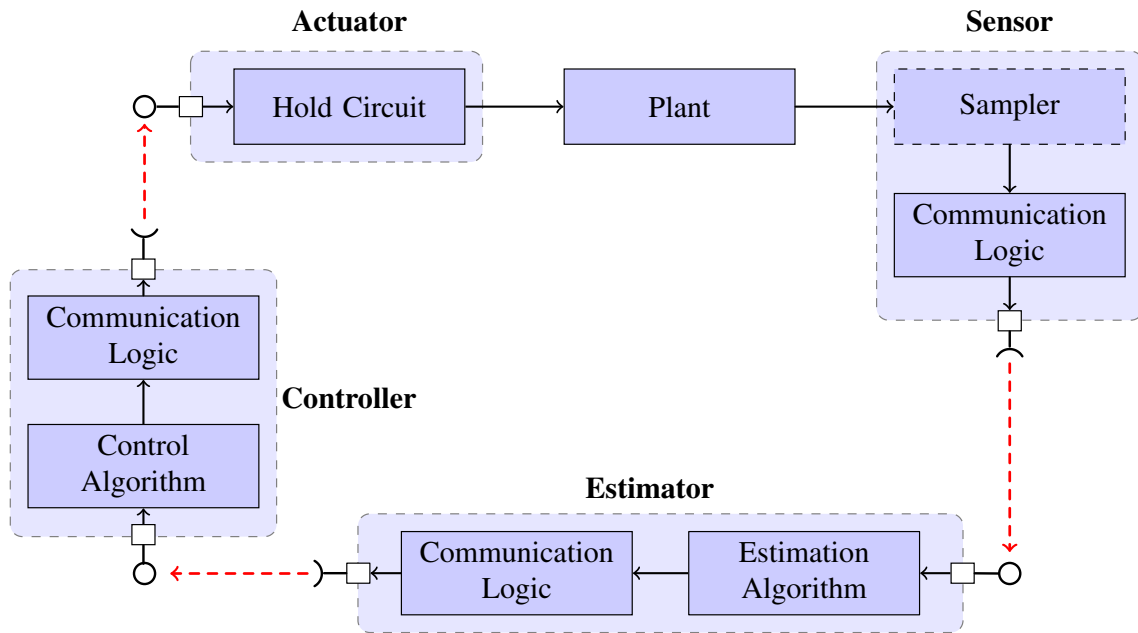 Actuator
Sensor
Hold Circuit
Plant
Sampler
Communication
Logic
Communication
Logic
Controller
Control
Algorithm
Estimator
Communication
Logic
Estimation
Algorithm